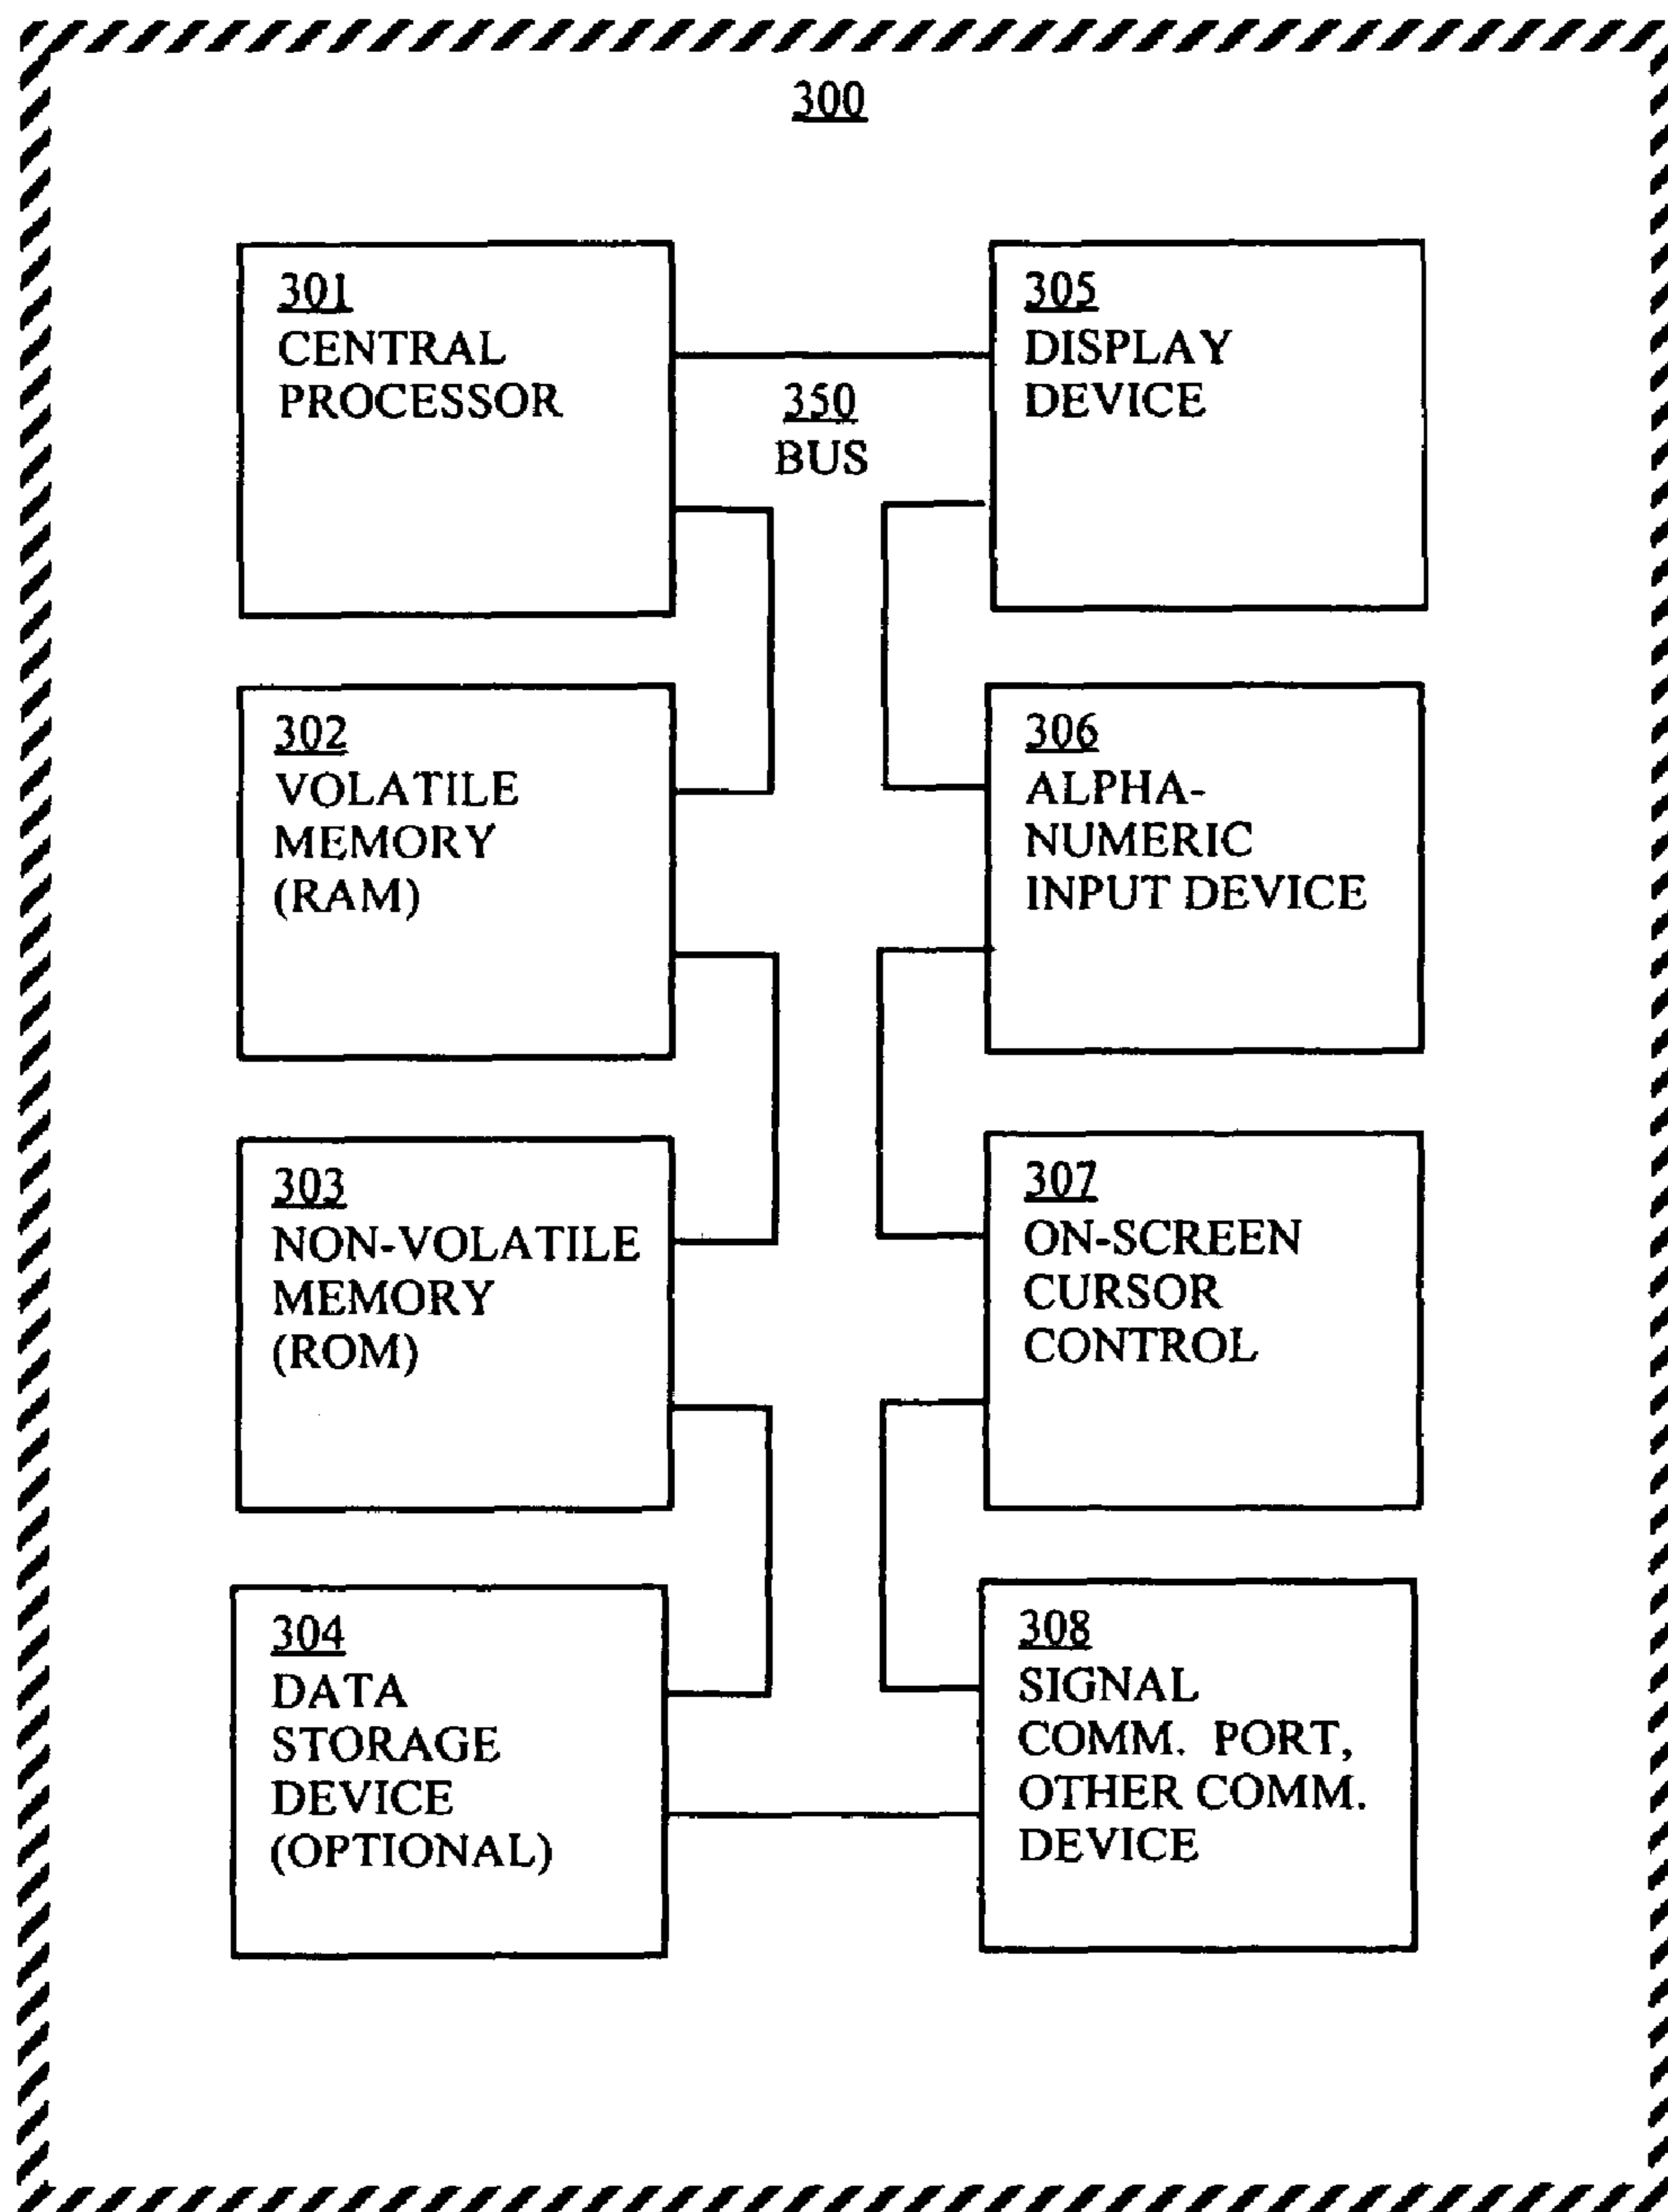 300
301
CENTRAL
PROCESSOR
305
DISPLAY
DEVICE
350
BUS
302
VOLATILE
MEMORY
(RAM)
306
ALPHA-
NUMERIC
INPUT DEVICE
303
NON-VOLATILE
MEMORY
(ROM)
307
ON-SCREEN
CURSOR
CONTROL
304
DATA
STORAGE
DEVICE
(OPTIONAL)
308
SIGNAL
COMM. PORT,
OTHER COMM.
DEVICE